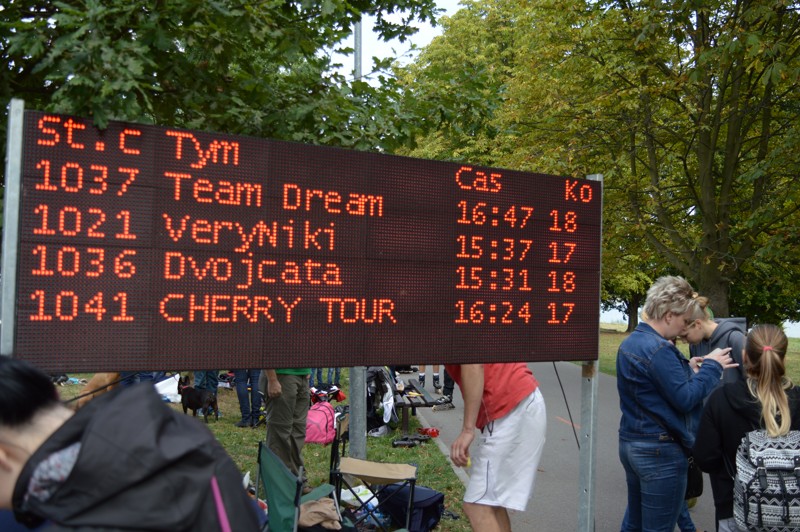 St.c Tym Cas Ko
1037 Team Dream 16:47 18
1021 VeryNiki 15:37 17
1036 Dvojcata 15:31 18
1041 CHERRY TOUR 16:24 17